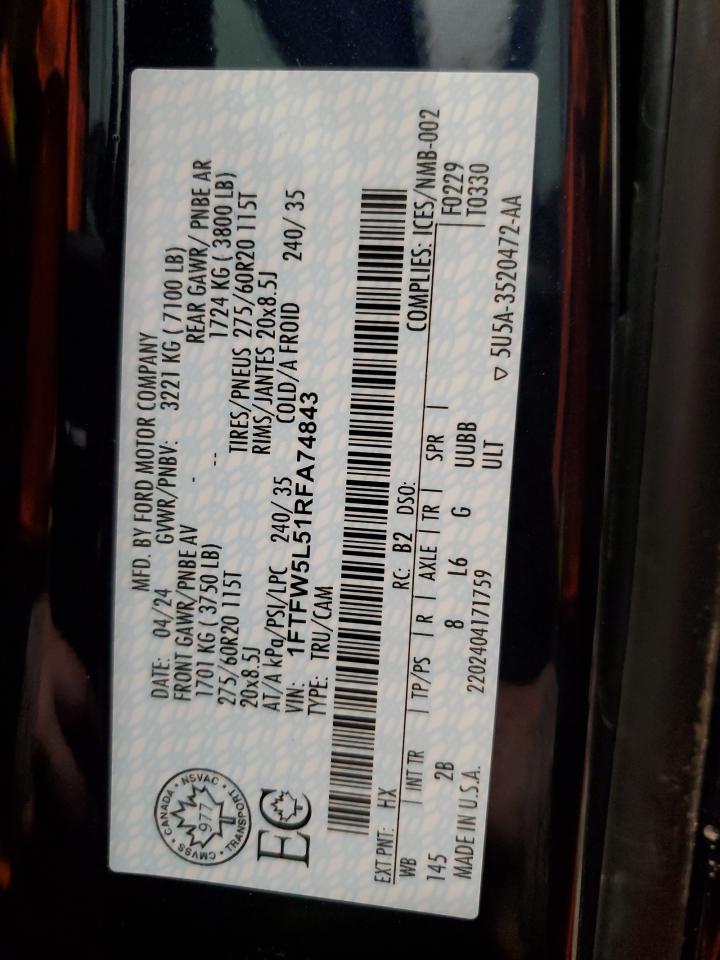 MFD. BY FORD MOTOR COMPANY
DATE: 04/24 GVWR/PNBV: 3221 KG ( 7100 LB)
FRONT GAWR/PNBE AV - REAR GAWR/ PNBE AR
1701 KG ( 3750 LB) -- 1724 KG ( 3800 LB)
275/60R20 115T TIRES/PNEUS 275/60R20 115T
20x8.5J RIMS/JANTES 20x8.5J
AT/A kPa/PSI/LPC 240/ 35 COLD/A FROID 240/ 35
VIN: 1FTFW5L51RFA74843
TYPE: TRU/CAM
CANADA · NSVAC · TRANSPORT · CMVSS ·
977
EC
EXT PNT: HX RC: B2 DSO: COMPLIES: ICES/NMB-002
WB | INT TR | TP/PS | R | AXLE | TR | SPR | F0229
145 2B 8 L6 G UUBB T0330
MADE IN U.S.A. 2202404171759 ULT
▽ 5U5A-3520472-AA